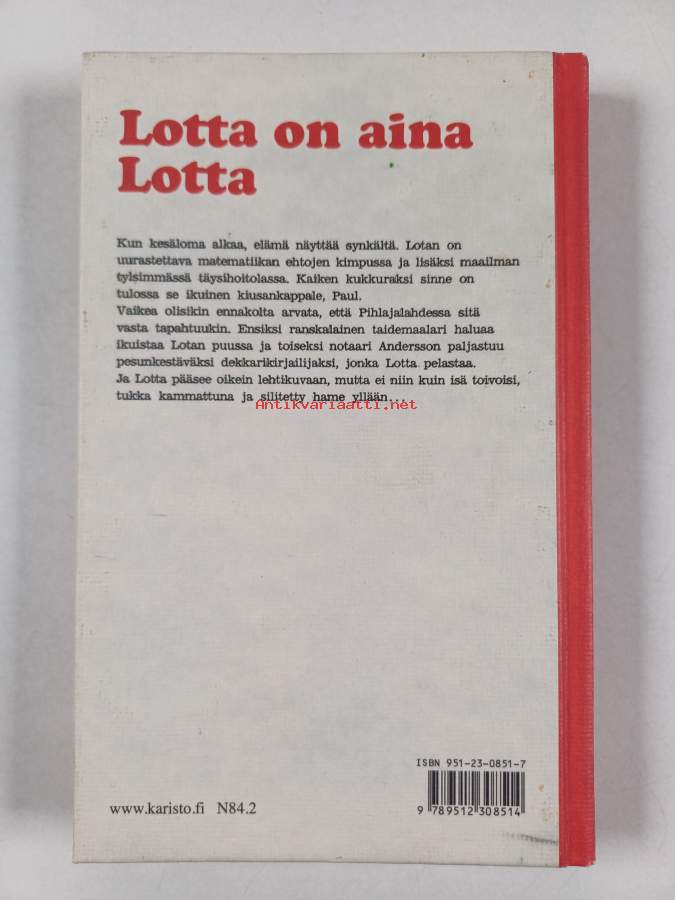 Lotta on aina
Lotta
Kun kesäloma alkaa, elämä näyttää synkältä. Lotan on
uurastettava matematiikan ehtojen kimpussa ja lisäksi maailman
tylsimmässä täysihoitolassa. Kaiken kukkuraksi sinne on
tulossa se ikuinen kiusankappale, Paul.
Vaikea olisikin ennakolta arvata, että Pihlajalahdessa sitä
vasta tapahtuukin. Ensiksi ranskalainen taidemaalari haluaa
ikuistaa Lotan puussa ja toiseksi notaari Andersson paljastuu
pesunkestäväksi dekkarikirjailijaksi, jonka Lotta pelastaa.
Ja Lotta pääsee oikein lehtikuvaan, mutta ei niin kuin isä toivoisi,
tukka kammattuna ja silitetty hame yllään...
Antikvariaatti.net
ISBN 951-23-0851-7
9 789512 308514
www.karisto.fi N84.2